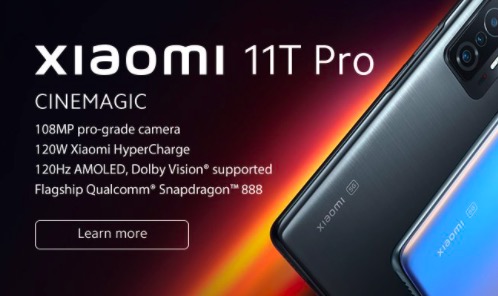 xiaomi 11T Pro
CINEMAGIC
108MP pro-grade camera
120W Xiaomi HyperCharge
120Hz AMOLED, Dolby Vision® supported
Flagship Qualcomm® Snapdragon™ 888
Learn more
xiaomi 5G
xiaomi 5G